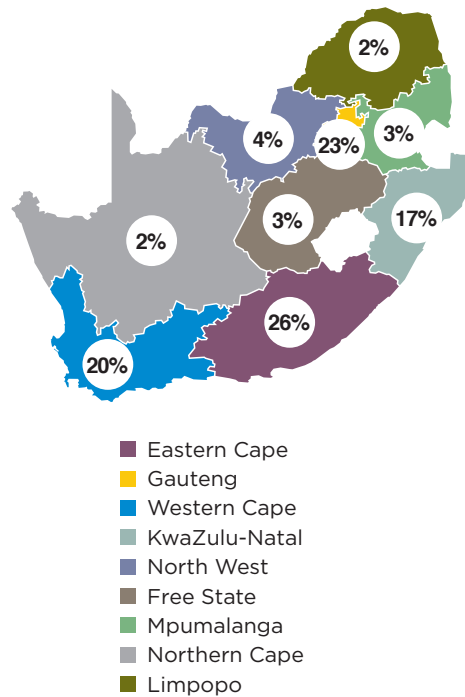 2%
4%
23%
3%
3%
17%
2%
26%
20%
Eastern Cape
Gauteng
Western Cape
KwaZulu-Natal
North West
Free State
Mpumalanga
Northern Cape
Limpopo